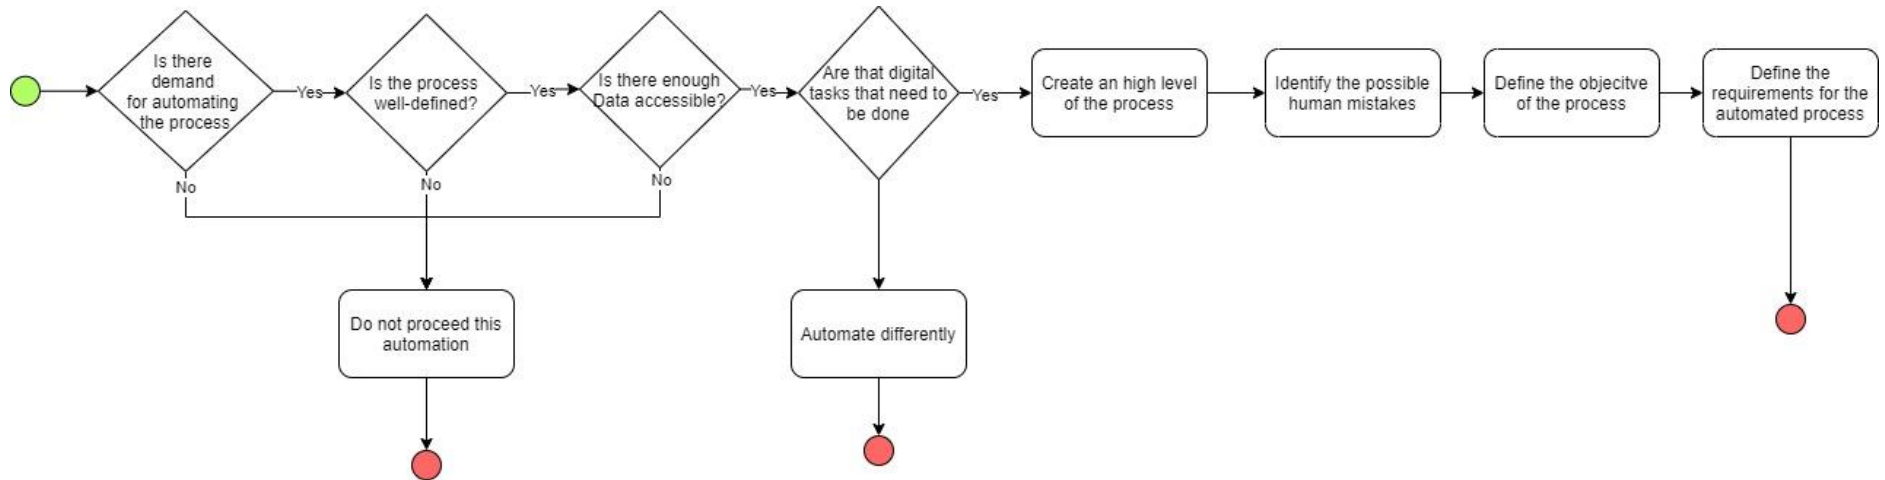 Is there
demand
for automating
the process
Yes
No
Is the process
well-defined?
Yes
No
Is there enough
Data accessible?
Yes
No
Are that digital
tasks that need to
be done
Yes
Create an high level
of the process
Identify the possible
human mistakes
Define the objecitve
of the process
Define the
requirements for the
automated process
Do not proceed this
automation
Automate differently